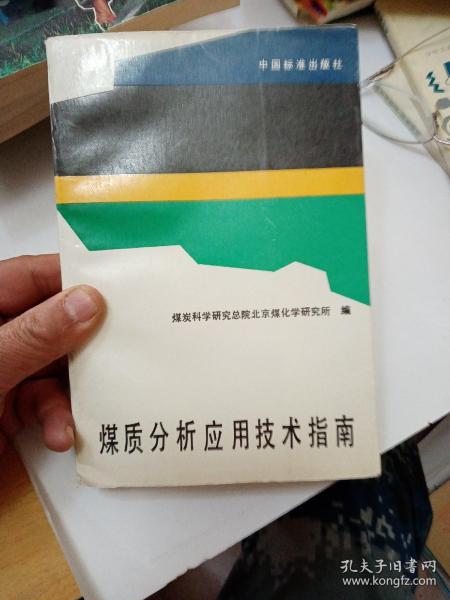 中国标准出版社
煤炭科学研究总院北京煤化学研究所 编
煤质分析应用技术指南
孔夫子旧书网
www.kongfz.com